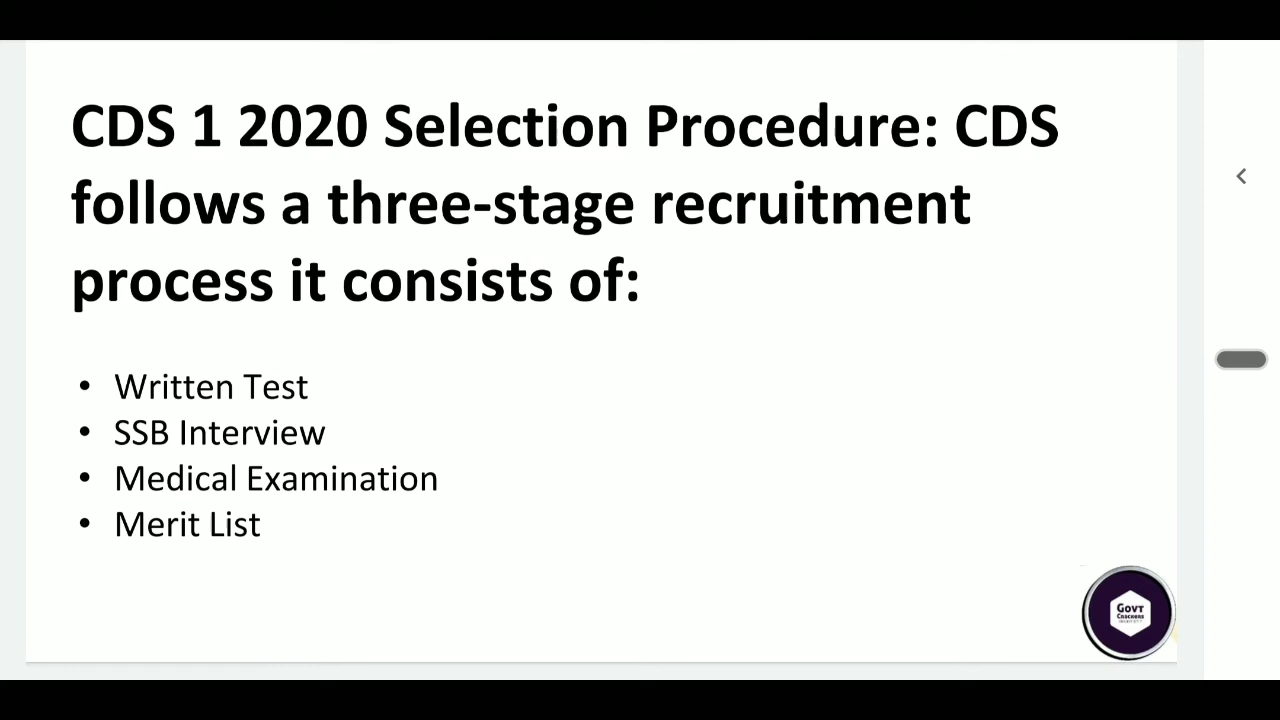 CDS 1 2020 Selection Procedure: CDS
follows a three-stage recruitment
process it consists of:
• Written Test
• SSB Interview
• Medical Examination
• Merit List
GOVT
CRACKERS